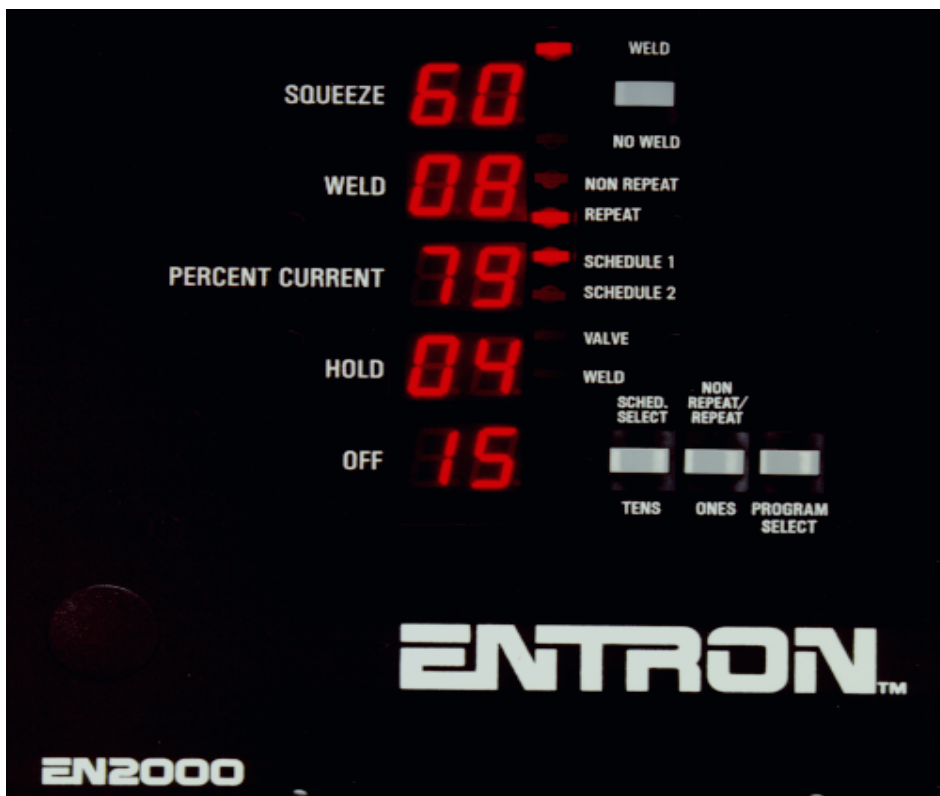 WELD
SQUEEZE 60
NO WELD
WELD 08
NON REPEAT
REPEAT
PERCENT CURRENT 79
SCHEDULE 1
SCHEDULE 2
HOLD 04
VALVE
WELD
SCHED. SELECT
NON REPEAT/ REPEAT
OFF 15
TENS
ONES
PROGRAM SELECT
ENTRON TM
EN2000